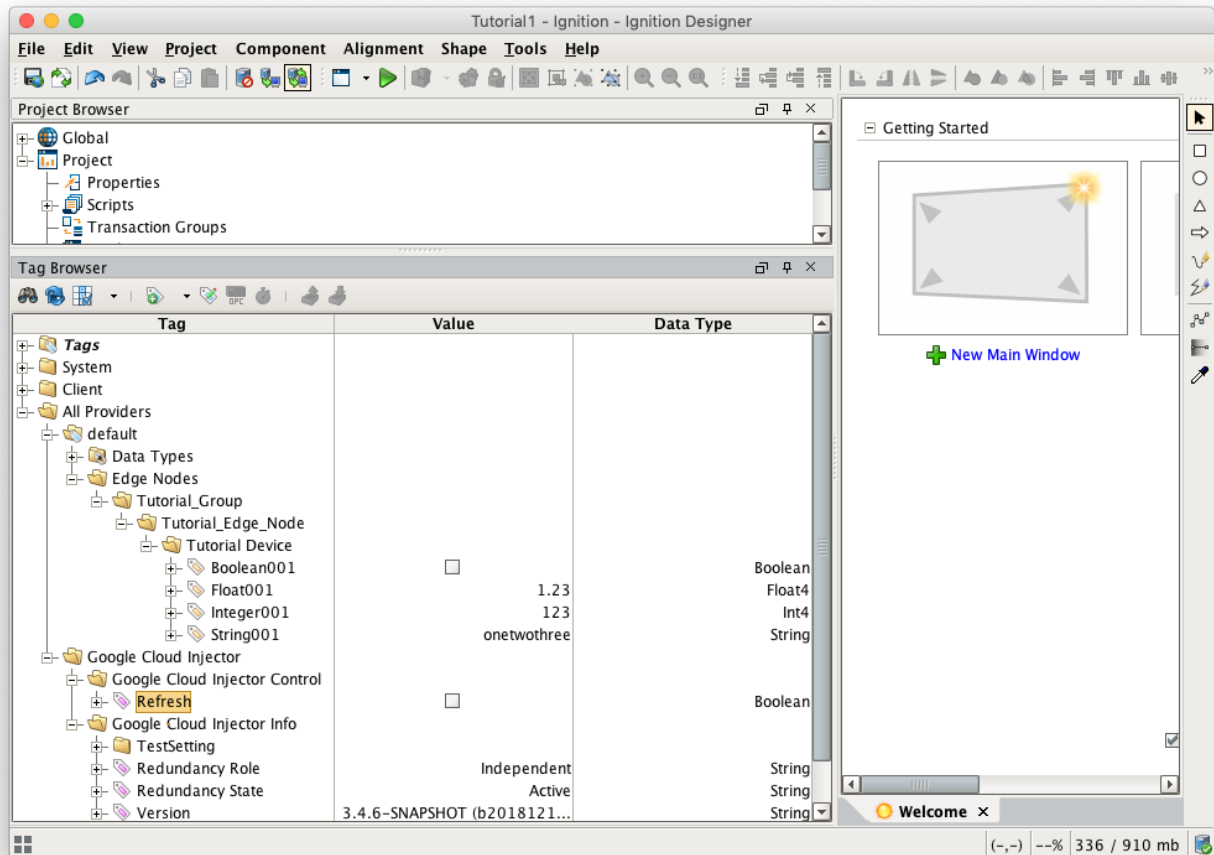 Tutorial1 - Ignition - Ignition Designer
File Edit View Project Component Alignment Shape Tools Help
Project Browser
Global
Project
Properties
Scripts
Transaction Groups
Tag Browser
OPC
Tag Value Data Type
Tags
System
Client
All Providers
default
Data Types
Edge Nodes
Tutorial_Group
Tutorial_Edge_Node
Tutorial Device
Boolean001 Boolean
Float001 1.23 Float4
Integer001 123 Int4
String001 onetwothree String
Google Cloud Injector
Google Cloud Injector Control
Refresh Boolean
Google Cloud Injector Info
TestSetting
Redundancy Role Independent String
Redundancy State Active String
Version 3.4.6-SNAPSHOT (b2018121... String
Getting Started
New Main Window
Welcome
(-,-) --% 336 / 910 mb